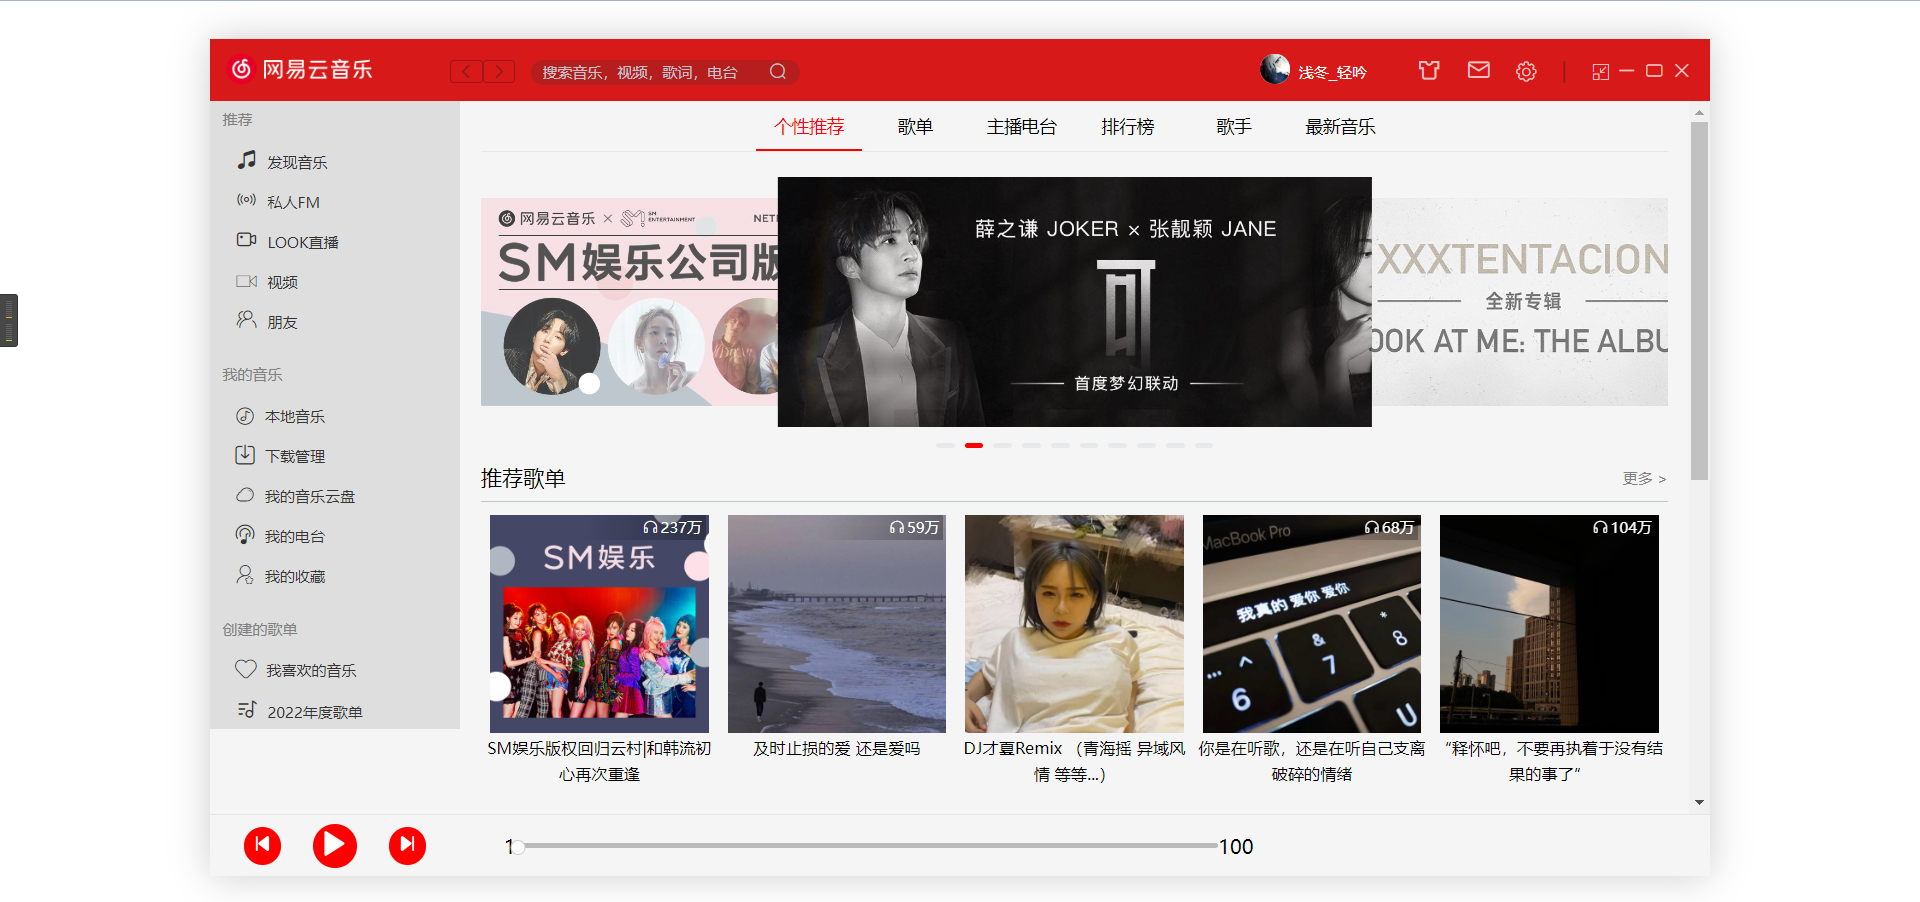 网易云音乐
搜索音乐，视频，歌词，电台
浅冬_轻吟
推荐
发现音乐
私人FM
LOOK直播
视频
朋友
我的音乐
本地音乐
下载管理
我的音乐云盘
我的电台
我的收藏
创建的歌单
我喜欢的音乐
2022年度歌单
个性推荐 歌单 主播电台 排行榜 歌手 最新音乐
网易云音乐 × SM ENTERTAINMENT NET
SM娱乐公司版
薛之谦 JOKER × 张靓颖 JANE
可
首度梦幻联动
XXXTENTACION
全新专辑
OOK AT ME: THE ALBU
推荐歌单
更多 >
237万
SM娱乐
SM娱乐版权回归云村|和韩流初
心再次重逢
59万
及时止损的爱 还是爱吗
DJ才夏Remix （青海摇 异域风
情 等等...）
68万
MacBook Pro
我真的 爱你 爱你
^ & *
6 7 8
U
你是在听歌，还是在听自己支离
破碎的情绪
104万
“释怀吧，不要再执着于没有结
果的事了”
1
100